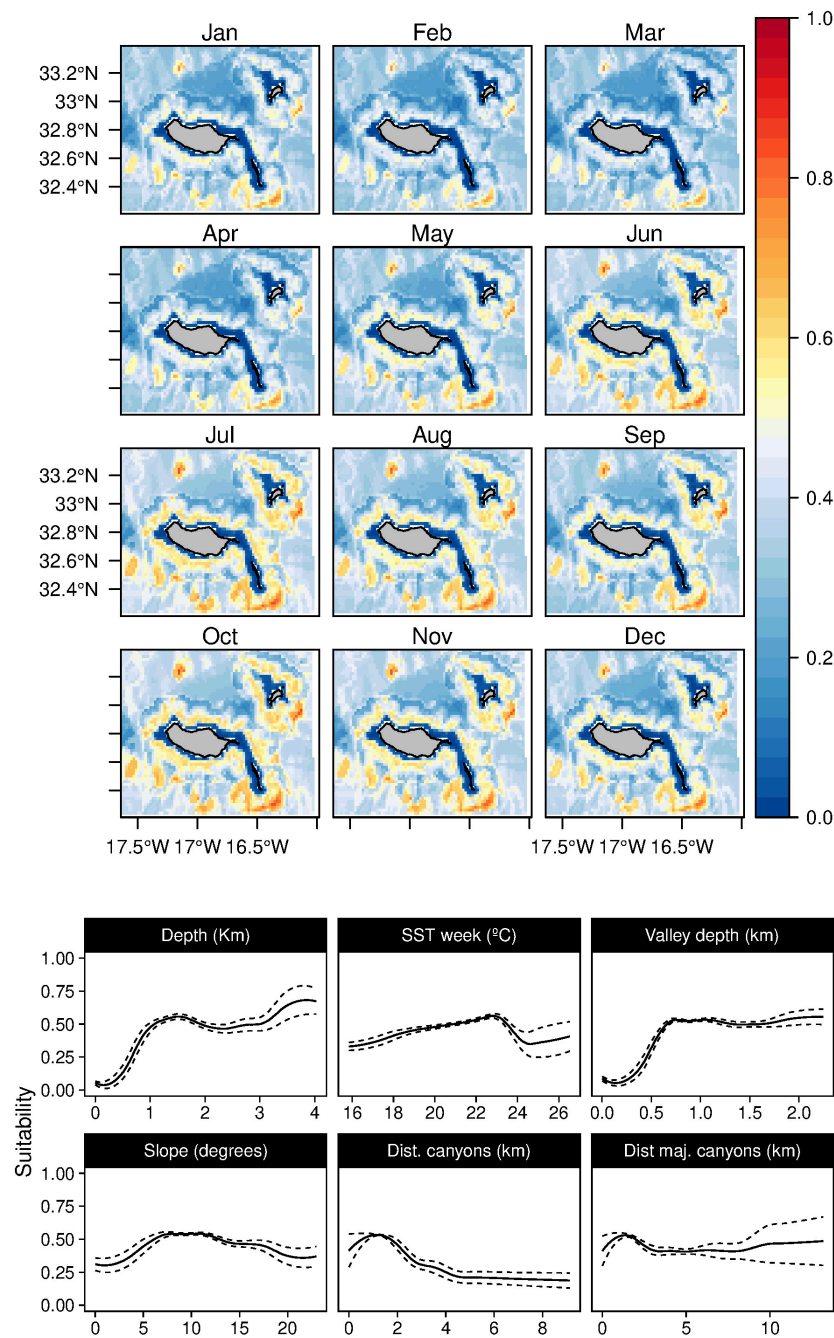 Jan Feb Mar
1.0
33.2°N
33°N
32.8°N
32.6°N
32.4°N
0.8
Apr May Jun
0.6
Jul Aug Sep
33.2°N
33°N
32.8°N
32.6°N
32.4°N
0.4
Oct Nov Dec
0.2
0.0
17.5°W 17°W 16.5°W 17.5°W 17°W 16.5°W
Depth (Km) SST week (ºC) Valley depth (km)
1.00
0.75
0.50
0.25
0.00
0 1 2 3 4 16 18 20 22 24 26 0.0 0.5 1.0 1.5 2.0
Suitability
Slope (degrees) Dist. canyons (km) Dist maj. canyons (km)
1.00
0.75
0.50
0.25
0.00
0 5 10 15 20 0 2 4 6 8 0 5 10